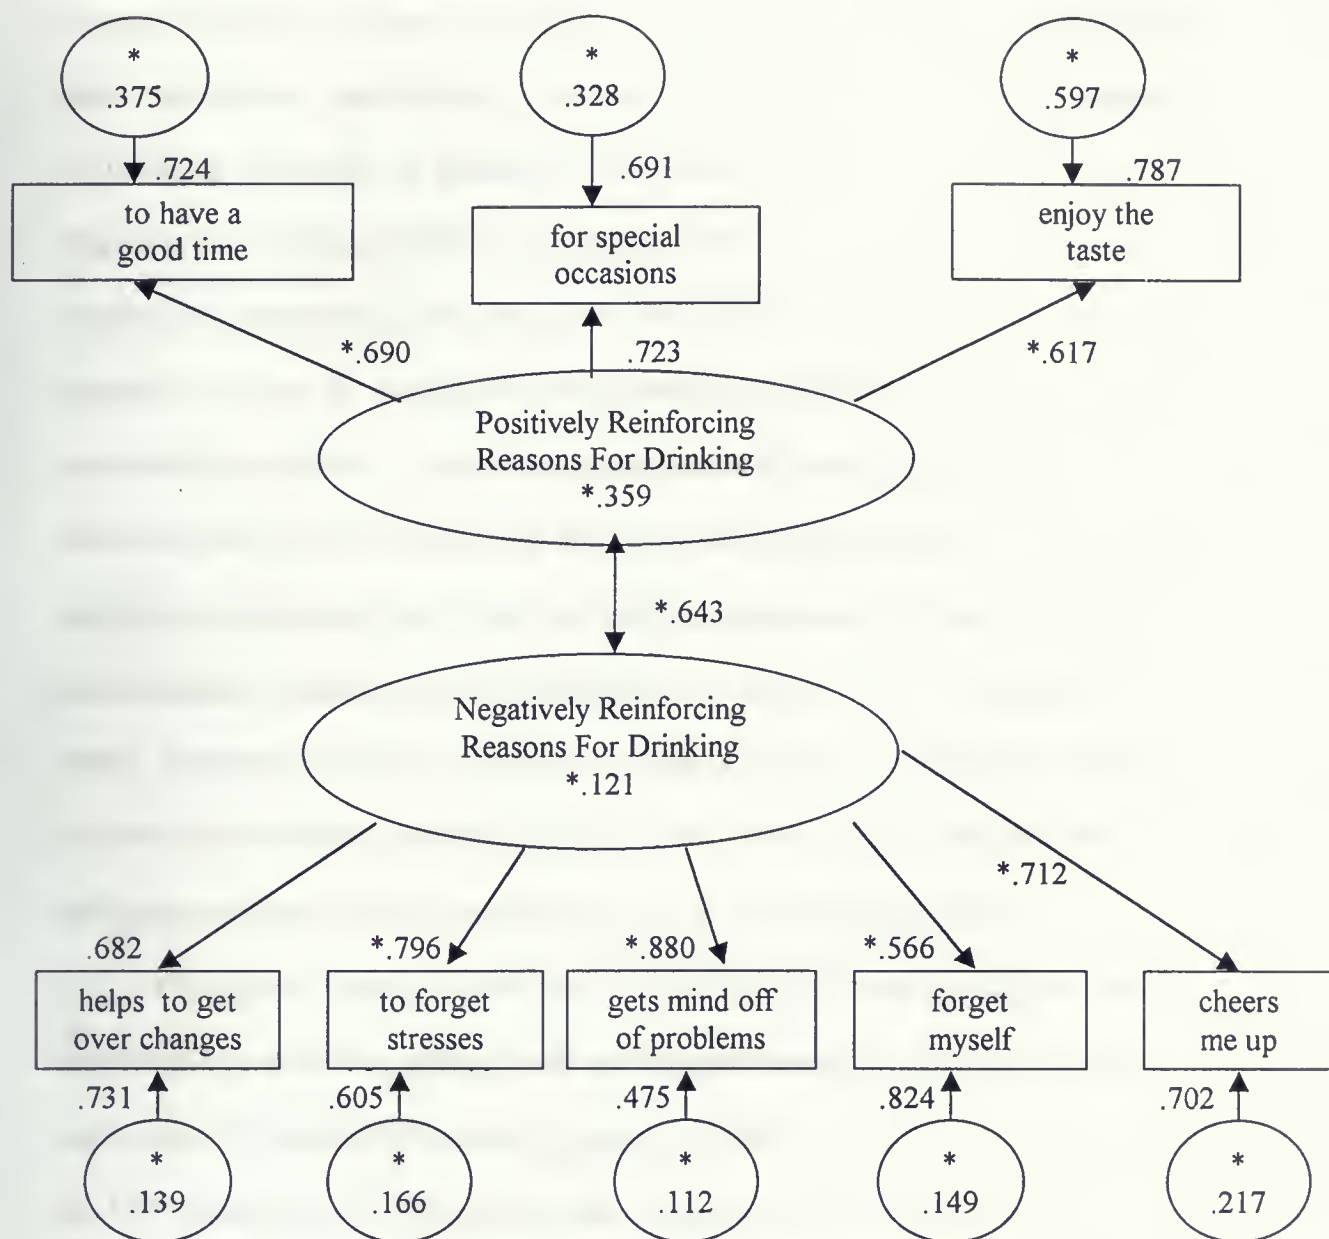 *
.375
*
.328
*
.597
.724
.691
.787
to have a
good time
for special
occasions
enjoy the
taste
*.690
.723
*.617
Positively Reinforcing
Reasons For Drinking
*.359
*.643
Negatively Reinforcing
Reasons For Drinking
*.121
*.712
.682
*.796
*.880
*.566
helps to get
over changes
to forget
stresses
gets mind off
of problems
forget
myself
cheers
me up
.731
.605
.475
.824
.702
*
.139
*
.166
*
.112
*
.149
*
.217